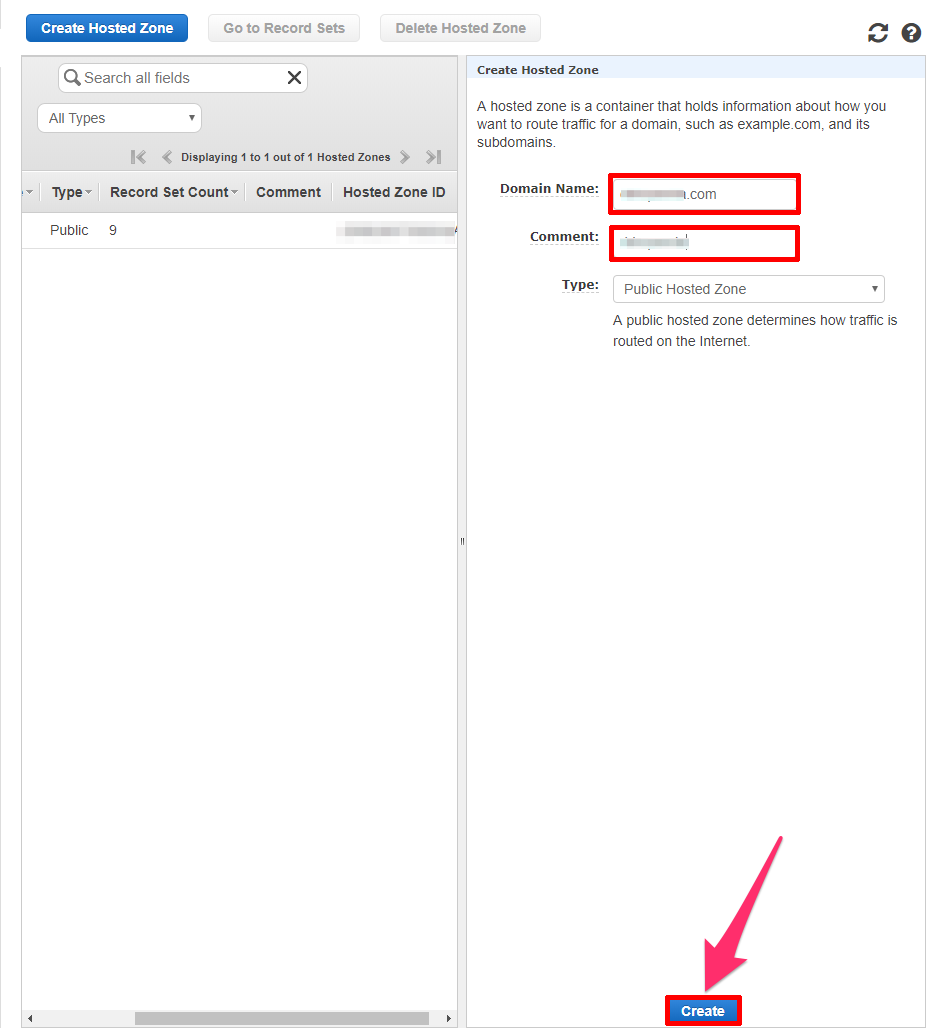 Create Hosted Zone Go to Record Sets Delete Hosted Zone
Search all fields
All Types
Displaying 1 to 1 out of 1 Hosted Zones
Type Record Set Count Comment Hosted Zone ID
Public 9
Create Hosted Zone
A hosted zone is a container that holds information about how you
want to route traffic for a domain, such as example.com, and its
subdomains.
Domain Name: .com
Comment:
Type: Public Hosted Zone
A public hosted zone determines how traffic is
routed on the Internet.
Create